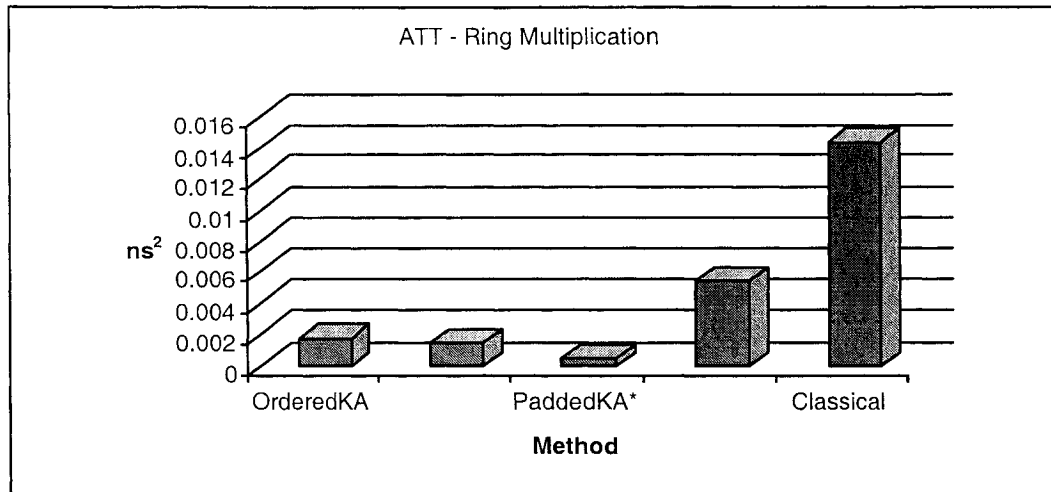 ATT - Ring Multiplication
0.016
0.014
0.012
0.01
0.008
0.006
0.004
0.002
0
ns²
OrderedKA PaddedKA* Classical
Method